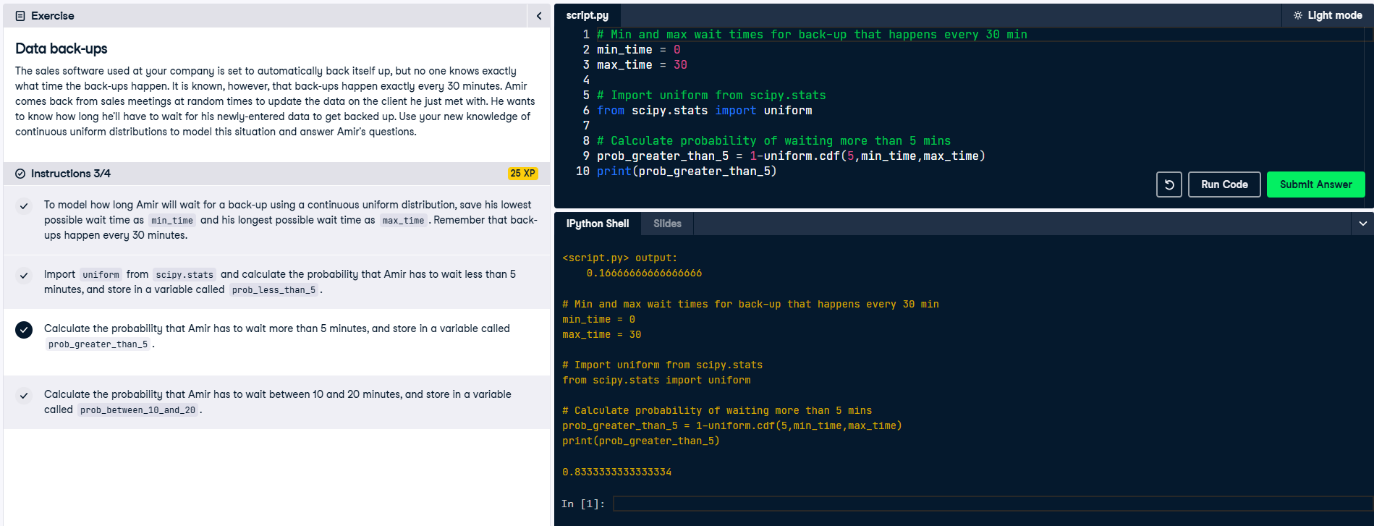 Exercise
Data back-ups
The sales software used at your company is set to automatically back itself up, but no one knows exactly
what time the back-ups happen. It is known, however, that back-ups happen exactly every 30 minutes. Amir
comes back from sales meetings at random times to update the data on the client he just met with. He wants
to know how long he'll have to wait for his newly-entered data to get backed up. Use your new knowledge of
continuous uniform distributions to model this situation and answer Amir's questions.
Instructions 3/4
25 XP
To model how long Amir will wait for a back-up using a continuous uniform distribution, save his lowest
possible wait time as min_time and his longest possible wait time as max_time. Remember that back-
ups happen every 30 minutes.
Import uniform from scipy.stats and calculate the probability that Amir has to wait less than 5
minutes, and store in a variable called prob_less_than_5.
Calculate the probability that Amir has to wait more than 5 minutes, and store in a variable called
prob_greater_than_5.
Calculate the probability that Amir has to wait between 10 and 20 minutes, and store in a variable
called prob_between_10_and_20.
script.py
Light mode
1 # Min and max wait times for back-up that happens every 30 min
2 min_time = 0
3 max_time = 30
4
5 # Import uniform from scipy.stats
6 from scipy.stats import uniform
7
8 # Calculate probability of waiting more than 5 mins
9 prob_greater_than_5 = 1-uniform.cdf(5,min_time,max_time)
10 print(prob_greater_than_5)
Run Code
Submit Answer
IPython Shell
Slides
<script.py> output:
0.16666666666666666
# Min and max wait times for back-up that happens every 30 min
min_time = 0
max_time = 30
# Import uniform from scipy.stats
from scipy.stats import uniform
# Calculate probability of waiting more than 5 mins
prob_greater_than_5 = 1-uniform.cdf(5,min_time,max_time)
print(prob_greater_than_5)
0.8333333333333334
In [1]: